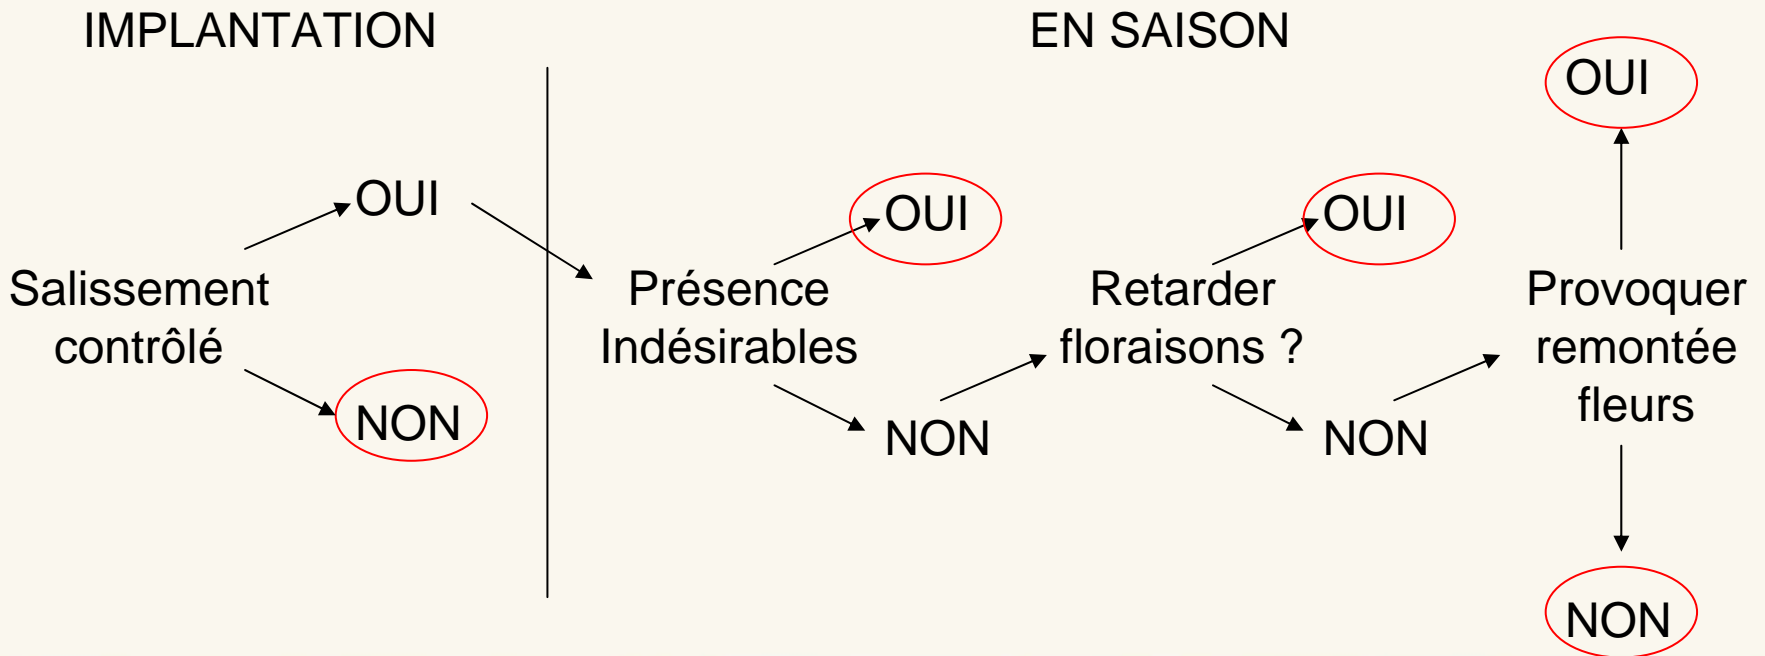 IMPLANTATION
EN SAISON
Salissement
contrôlé
OUI
NON
Présence
Indésirables
OUI
NON
Retarder
floraisons ?
OUI
NON
Provoquer
remontée
fleurs
OUI
NON